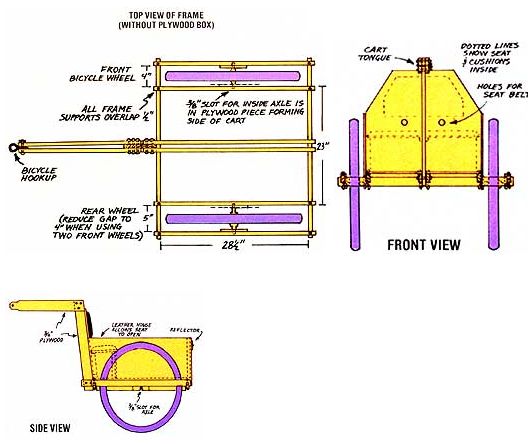 TOP VIEW OF FRAME
(WITHOUT PLYWOOD BOX)
FRONT
BICYCLE WHEEL
4"
ALL FRAME
SUPPORTS OVERLAP
1/2"
3/8" SLOT FOR INSIDE AXLE IS
IN PLYWOOD PIECE FORMING
SIDE OF CART
23"
BICYCLE
HOOKUP
REAR WHEEL
(REDUCE GAP TO
4" WHEN USING
TWO FRONT WHEELS)
5"
28 1/2"
CART
TONGUE
DOTTED LINES
SHOW SEAT
& CUSHIONS
INSIDE
HOLES FOR
SEAT BELT
FRONT VIEW
3/4"
PLYWOOD
LEATHER HINGE
ALLOWS SEAT
TO OPEN
REFLECTOR
3/8" SLOT FOR
AXLE
SIDE VIEW